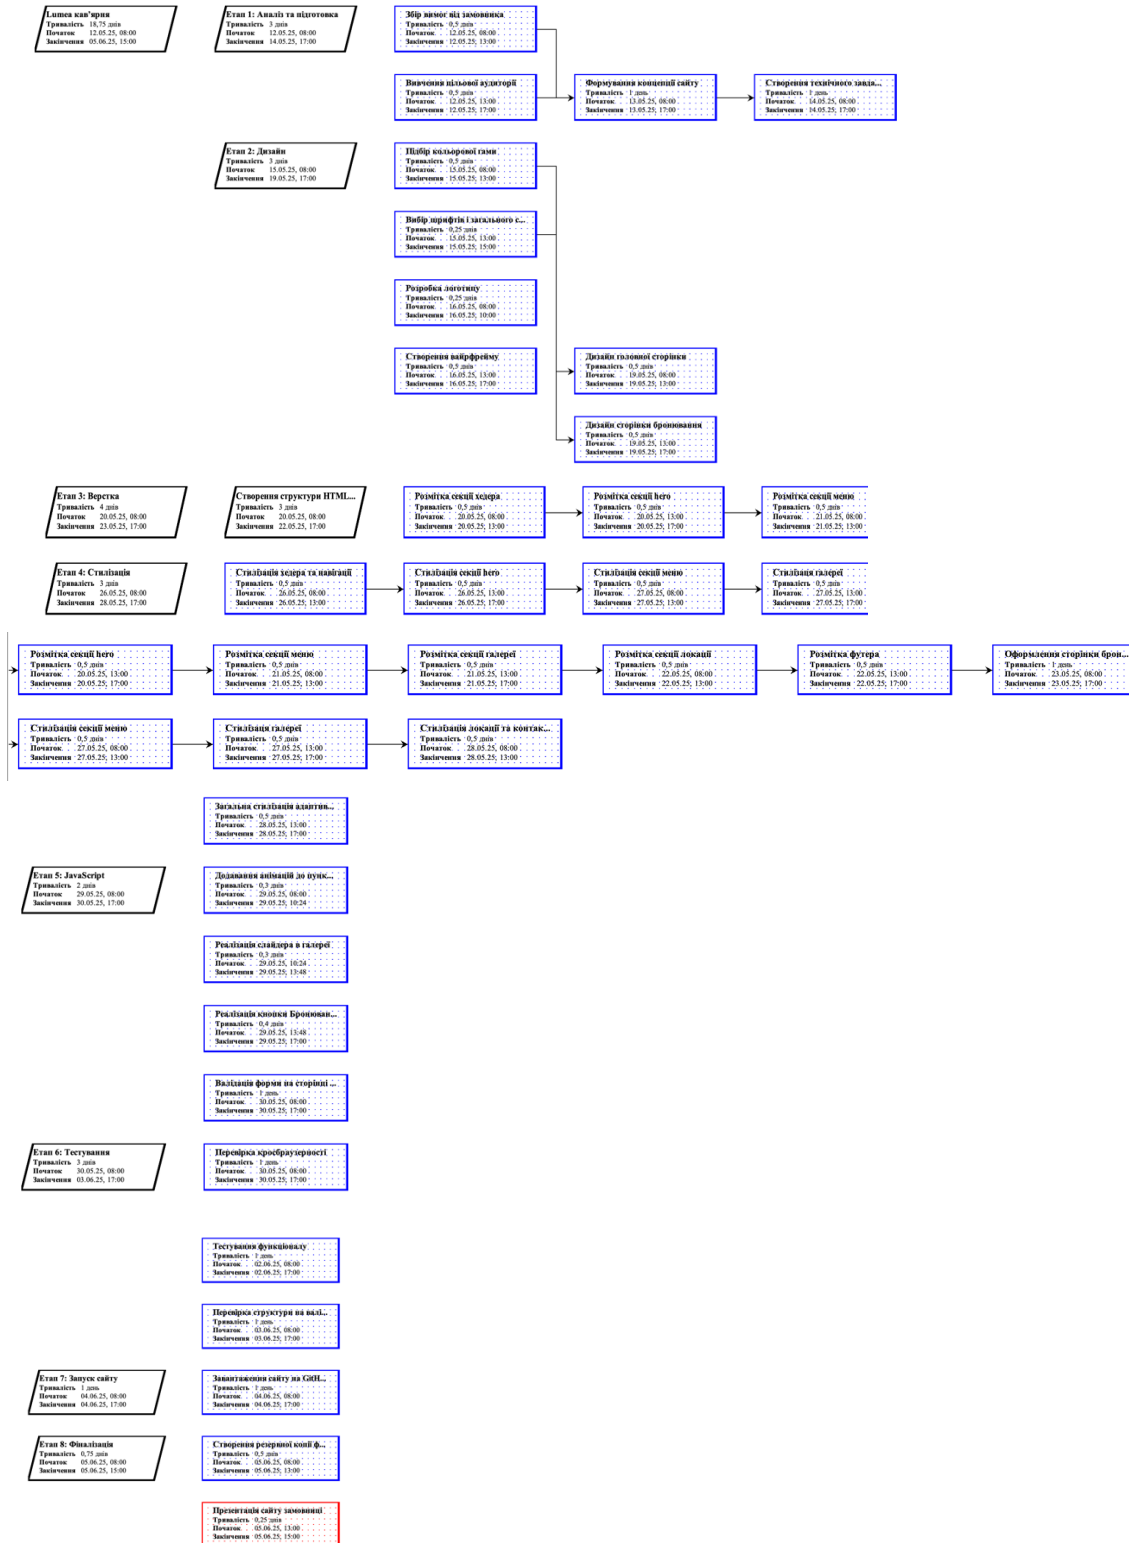 Lumea кав'ярня
Тривалість 18,75 днів
Початок 12.05.25, 08:00
Закінчення 05.06.25, 15:00
Етап 1: Аналіз та підготовка
Тривалість 3 днів
Початок 12.05.25, 08:00
Закінчення 14.05.25, 17:00
Збір вимог від замовника
Тривалість 0,5 днів
Початок 12.05.25, 08:00
Закінчення 12.05.25, 13:00
Вивчення цільової аудиторії
Тривалість 0,5 днів
Початок 12.05.25, 13:00
Закінчення 12.05.25, 17:00
Формування концепції сайту
Тривалість 1 день
Початок 13.05.25, 08:00
Закінчення 13.05.25, 17:00
Створення технічного завда...
Тривалість 1 день
Початок 14.05.25, 08:00
Закінчення 14.05.25, 17:00
Етап 2: Дизайн
Тривалість 3 днів
Початок 15.05.25, 08:00
Закінчення 19.05.25, 17:00
Підбір кольорової гами
Тривалість 0,5 днів
Початок 15.05.25, 08:00
Закінчення 15.05.25, 13:00
Вибір шрифтів і загального с...
Тривалість 0,25 днів
Початок 15.05.25, 13:00
Закінчення 15.05.25, 15:00
Розробка логотипу
Тривалість 0,25 днів
Початок 16.05.25, 08:00
Закінчення 16.05.25, 10:00
Створення вайрфрейму
Тривалість 0,5 днів
Початок 16.05.25, 13:00
Закінчення 16.05.25, 17:00
Дизайн головної сторінки
Тривалість 0,5 днів
Початок 19.05.25, 08:00
Закінчення 19.05.25, 13:00
Дизайн сторінки бронювання
Тривалість 0,5 днів
Початок 19.05.25, 13:00
Закінчення 19.05.25, 17:00
Етап 3: Верстка
Тривалість 4 днів
Початок 20.05.25, 08:00
Закінчення 23.05.25, 17:00
Створення структури HTML...
Тривалість 3 днів
Початок 20.05.25, 08:00
Закінчення 22.05.25, 17:00
Розмітка секції хедера
Тривалість 0,5 днів
Початок 20.05.25, 08:00
Закінчення 20.05.25, 13:00
Розмітка секції hero
Тривалість 0,5 днів
Початок 20.05.25, 13:00
Закінчення 20.05.25, 17:00
Розмітка секції меню
Тривалість 0,5 днів
Початок 21.05.25, 08:00
Закінчення 21.05.25, 13:00
Етап 4: Стилізація
Тривалість 3 днів
Початок 26.05.25, 08:00
Закінчення 28.05.25, 17:00
Стилізація хедера та навігації
Тривалість 0,5 днів
Початок 26.05.25, 08:00
Закінчення 26.05.25, 13:00
Стилізація секції hero
Тривалість 0,5 днів
Початок 26.05.25, 13:00
Закінчення 26.05.25, 17:00
Стилізація секції меню
Тривалість 0,5 днів
Початок 27.05.25, 08:00
Закінчення 27.05.25, 13:00
Стилізація галереї
Тривалість 0,5 днів
Початок 27.05.25, 13:00
Закінчення 27.05.25, 17:00
Розмітка секції hero
Тривалість 0,5 днів
Початок 20.05.25, 13:00
Закінчення 20.05.25, 17:00
Розмітка секції меню
Тривалість 0,5 днів
Початок 21.05.25, 08:00
Закінчення 21.05.25, 13:00
Розмітка секції галереї
Тривалість 0,5 днів
Початок 21.05.25, 13:00
Закінчення 21.05.25, 17:00
Розмітка секції локації
Тривалість 0,5 днів
Початок 22.05.25, 08:00
Закінчення 22.05.25, 13:00
Розмітка футера
Тривалість 0,5 днів
Початок 22.05.25, 13:00
Закінчення 22.05.25, 17:00
Оформлення сторінки брон...
Тривалість 1 день
Початок 23.05.25, 08:00
Закінчення 23.05.25, 17:00
Стилізація секції меню
Тривалість 0,5 днів
Початок 27.05.25, 08:00
Закінчення 27.05.25, 13:00
Стилізація галереї
Тривалість 0,5 днів
Початок 27.05.25, 13:00
Закінчення 27.05.25, 17:00
Стилізація локації та контак...
Тривалість 0,5 днів
Початок 28.05.25, 08:00
Закінчення 28.05.25, 13:00
Загальна стилізація адаптив...
Тривалість 0,5 днів
Початок 28.05.25, 13:00
Закінчення 28.05.25, 17:00
Етап 5: JavaScript
Тривалість 2 днів
Початок 29.05.25, 08:00
Закінчення 30.05.25, 17:00
Додавання анімацій до пунк...
Тривалість 0,3 днів
Початок 29.05.25, 08:00
Закінчення 29.05.25, 10:24
Реалізація слайдера в галереї
Тривалість 0,3 днів
Початок 29.05.25, 10:24
Закінчення 29.05.25, 13:48
Реалізація кнопки Бронюван...
Тривалість 0,4 днів
Початок 29.05.25, 13:48
Закінчення 29.05.25, 17:00
Валідація форми на сторінці ...
Тривалість 1 день
Початок 30.05.25, 08:00
Закінчення 30.05.25, 17:00
Етап 6: Тестування
Тривалість 3 днів
Початок 30.05.25, 08:00
Закінчення 03.06.25, 17:00
Перевірка кросбраузерності
Тривалість 1 день
Початок 30.05.25, 08:00
Закінчення 30.05.25, 17:00
Тестування функціоналу
Тривалість 1 день
Початок 02.06.25, 08:00
Закінчення 02.06.25, 17:00
Перевірка структури на валі...
Тривалість 1 день
Початок 03.06.25, 08:00
Закінчення 03.06.25, 17:00
Етап 7: Запуск сайту
Тривалість 1 день
Початок 04.06.25, 08:00
Закінчення 04.06.25, 17:00
Завантаження сайту на GitH...
Тривалість 1 день
Початок 04.06.25, 08:00
Закінчення 04.06.25, 17:00
Етап 8: Фіналізація
Тривалість 0,75 днів
Початок 05.06.25, 08:00
Закінчення 05.06.25, 15:00
Створення резервної копії ф...
Тривалість 0,5 днів
Початок 05.06.25, 08:00
Закінчення 05.06.25, 13:00
Презентація сайту замовниці
Тривалість 0,25 днів
Початок 05.06.25, 13:00
Закінчення 05.06.25, 15:00